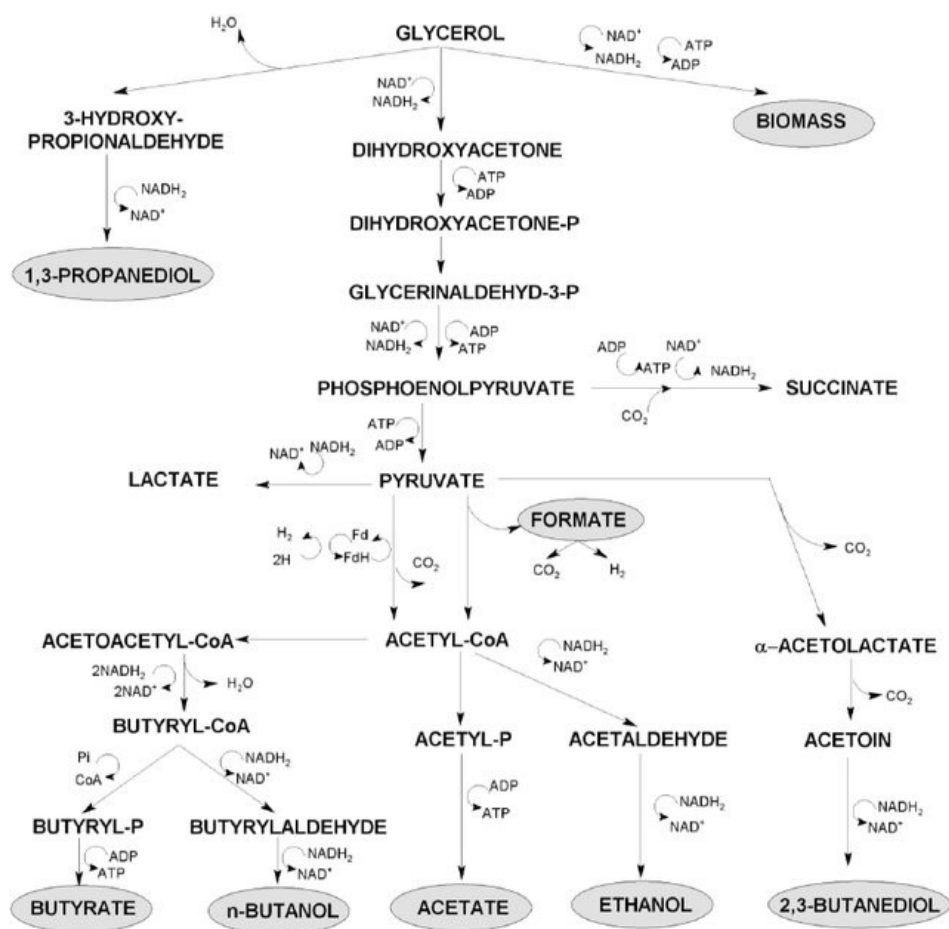 H₂O
GLYCEROL
NAD⁺
NADH₂
ATP
ADP
NAD⁺
NADH₂
BIOMASS
3-HYDROXY-
PROPIONALDEHYDE
DIHYDROXYACETONE
NADH₂
NAD⁺
ATP
ADP
DIHYDROXYACETONE-P
1,3-PROPANEDIOL
GLYCERINALDEHYD-3-P
NAD⁺
NADH₂
ADP
ATP
ADP
ATP
NAD⁺
NADH₂
PHOSPHOENOLPYRUVATE
SUCCINATE
CO₂
ATP
ADP
NAD⁺
NADH₂
LACTATE
PYRUVATE
FORMATE
H₂
2H
Fd
FdH
CO₂
CO₂
H₂
CO₂
ACETOACETYL-CoA
ACETYL-CoA
NADH₂
NAD⁺
α–ACETOLACTATE
2NADH₂
2NAD⁺
H₂O
CO₂
BUTYRYL-CoA
ACETYL-P
ACETALDEHYDE
ACETOIN
Pi
CoA
NADH₂
NAD⁺
ADP
ATP
NADH₂
NAD⁺
NADH₂
NAD⁺
BUTYRYL-P
BUTYRYLALDEHYDE
ADP
ATP
NADH₂
NAD⁺
BUTYRATE
n-BUTANOL
ACETATE
ETHANOL
2,3-BUTANEDIOL